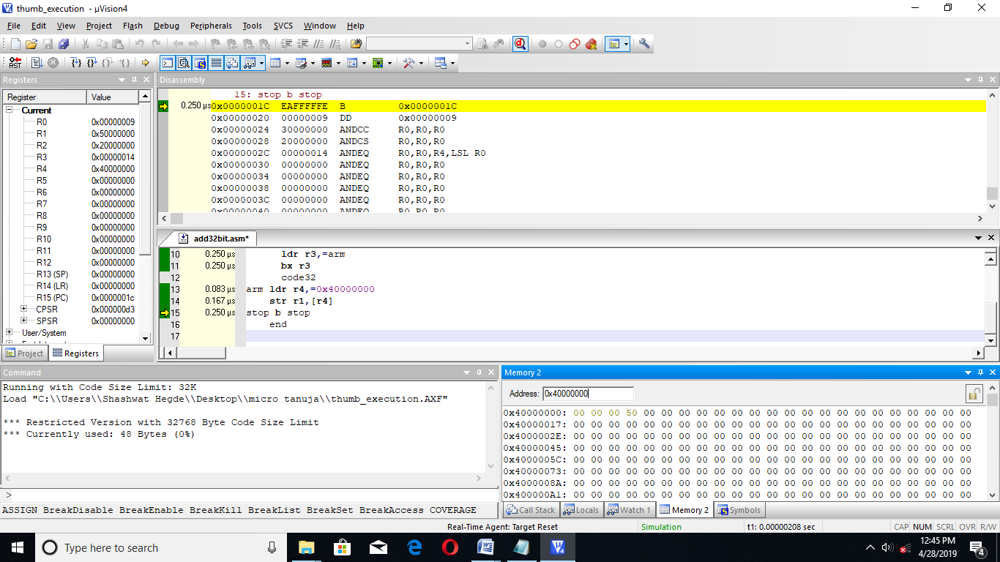 thumb_execution - µVision4
File Edit View Project Flash Debug Peripherals Tools SVCS Window Help
RST
Registers
Register Value
Current
R0 0x00000009
R1 0x50000000
R2 0x20000000
R3 0x00000014
R4 0x40000000
R5 0x00000000
R6 0x00000000
R7 0x00000000
R8 0x00000000
R9 0x00000000
R10 0x00000000
R11 0x00000000
R12 0x00000000
R13 (SP) 0x00000000
R14 (LR) 0x00000000
R15 (PC) 0x0000001c
CPSR 0x000000d3
SPSR 0x00000000
User/System
Project Registers
Disassembly
15: stop b stop
0.250 µs 0x0000001C EAFFFFFE B 0x0000001C
0x00000020 00000009 DD 0x00000009
0x00000024 30000000 ANDCC R0,R0,R0
0x00000028 20000000 ANDCS R0,R0,R0
0x0000002C 00000014 ANDEQ R0,R0,R4,LSL R0
0x00000030 00000000 ANDEQ R0,R0,R0
0x00000034 00000000 ANDEQ R0,R0,R0
0x00000038 00000000 ANDEQ R0,R0,R0
0x0000003C 00000000 ANDEQ R0,R0,R0
0x00000040 00000000 ANDEQ R0,R0,R0
add32bit.asm*
10 0.250 µs ldr r3,=arm
11 0.250 µs bx r3
12 code32
13 0.083 µs arm ldr r4,=0x40000000
14 0.167 µs str r1,[r4]
15 0.250 µs stop b stop
16 end
17
Command
Running with Code Size Limit: 32K
Load "C:\\Users\\Shashwat Hegde\\Desktop\\micro tanuja\\thumb_execution.AXF"
*** Restricted Version with 32768 Byte Code Size Limit
*** Currently used: 48 Bytes (0%)
>
ASSIGN BreakDisable BreakEnable BreakKill BreakList BreakSet BreakAccess COVERAGE
Memory 2
Address: 0x40000000
0x40000000: 00 00 00 50 00 00 00 00 00 00 00 00 00 00 00 00 00 00 00 00 00 00 00
0x40000017: 00 00 00 00 00 00 00 00 00 00 00 00 00 00 00 00 00 00 00 00 00 00 00
0x4000002E: 00 00 00 00 00 00 00 00 00 00 00 00 00 00 00 00 00 00 00 00 00 00 00
0x40000045: 00 00 00 00 00 00 00 00 00 00 00 00 00 00 00 00 00 00 00 00 00 00 00
0x4000005C: 00 00 00 00 00 00 00 00 00 00 00 00 00 00 00 00 00 00 00 00 00 00 00
0x40000073: 00 00 00 00 00 00 00 00 00 00 00 00 00 00 00 00 00 00 00 00 00 00 00
0x4000008A: 00 00 00 00 00 00 00 00 00 00 00 00 00 00 00 00 00 00 00 00 00 00 00
0x400000A1: 00 00 00 00 00 00 00 00 00 00 00 00 00 00 00 00 00 00 00 00 00 00 00
Call Stack Locals Watch 1 Memory 2 Symbols
Real-Time Agent: Target Reset Simulation t1: 0.00000208 sec CAP NUM SCRL OVR R/W
Type here to search
12:45 PM
4/28/2019
4